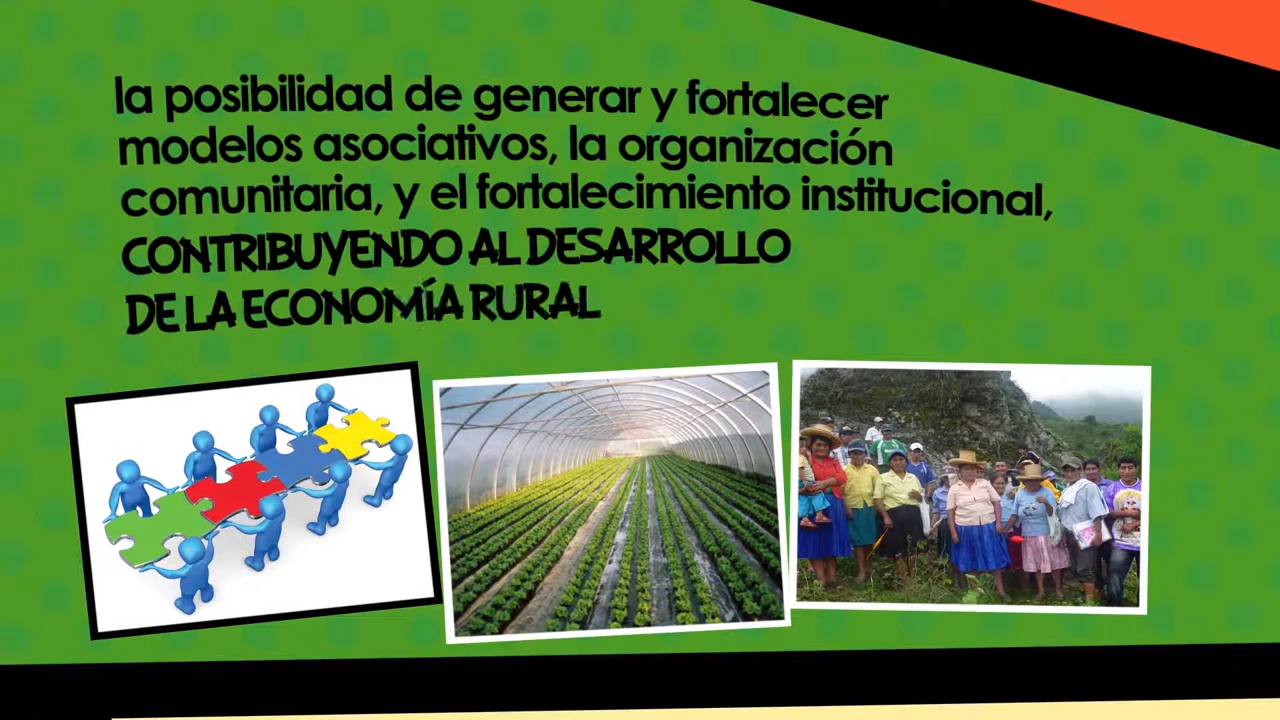 la posibilidad de generar y fortalecer
modelos asociativos, la organización
comunitaria, y el fortalecimiento institucional,
CONTRIBUYENDO AL DESARROLLO
DE LA ECONOMÍA RURAL